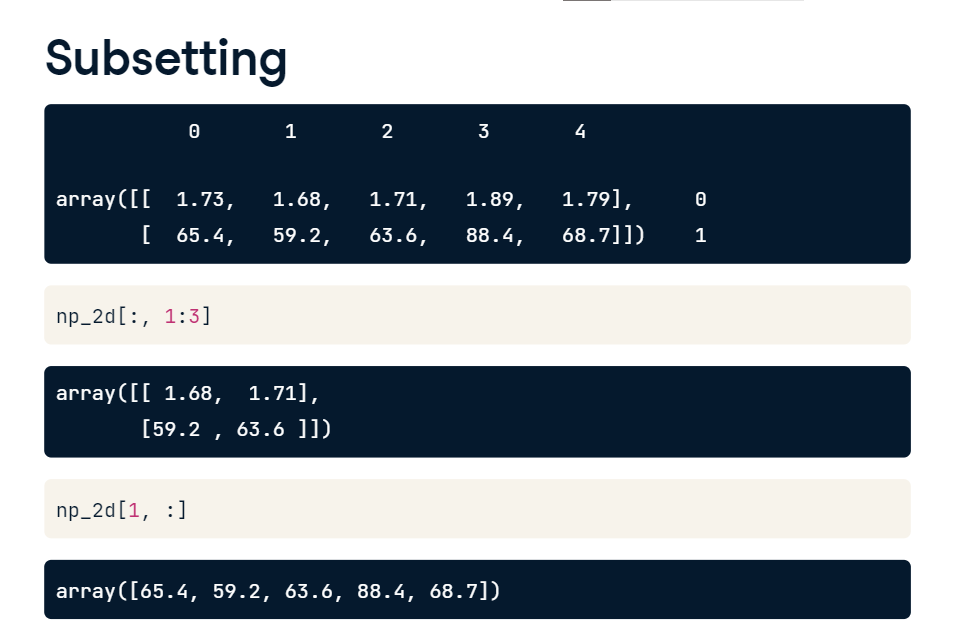 Subsetting
0 1 2 3 4
array([[ 1.73, 1.68, 1.71, 1.89, 1.79], 0
[ 65.4, 59.2, 63.6, 88.4, 68.7]]) 1
np_2d[:, 1:3]
array([[ 1.68, 1.71],
[59.2 , 63.6 ]])
np_2d[1, :]
array([65.4, 59.2, 63.6, 88.4, 68.7])